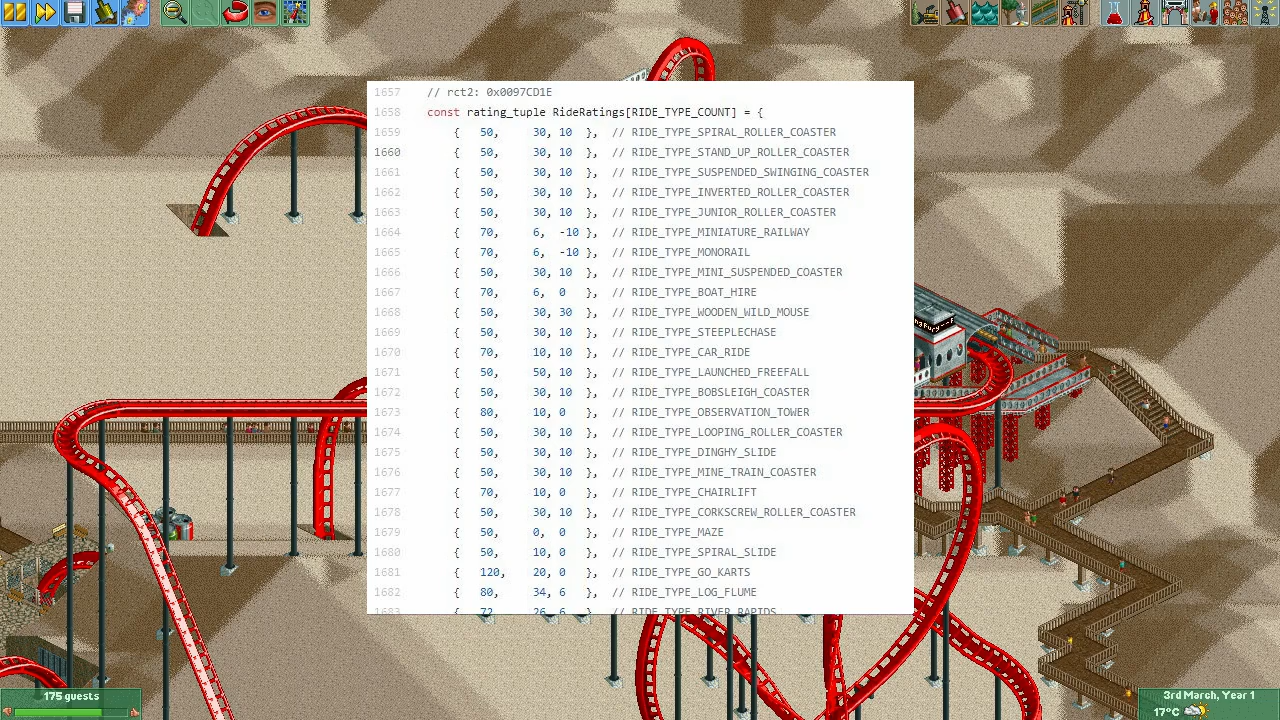 1657 // rct2: 0x0097CD1E
1658 const rating_tuple RideRatings[RIDE_TYPE_COUNT] = {
1659 { 50, 30, 10 }, // RIDE_TYPE_SPIRAL_ROLLER_COASTER
1660 { 50, 30, 10 }, // RIDE_TYPE_STAND_UP_ROLLER_COASTER
1661 { 50, 30, 10 }, // RIDE_TYPE_SUSPENDED_SWINGING_COASTER
1662 { 50, 30, 10 }, // RIDE_TYPE_INVERTED_ROLLER_COASTER
1663 { 50, 30, 10 }, // RIDE_TYPE_JUNIOR_ROLLER_COASTER
1664 { 70, 6, -10 }, // RIDE_TYPE_MINIATURE_RAILWAY
1665 { 70, 6, -10 }, // RIDE_TYPE_MONORAIL
1666 { 50, 30, 10 }, // RIDE_TYPE_MINI_SUSPENDED_COASTER
1667 { 70, 6, 0 }, // RIDE_TYPE_BOAT_HIRE
1668 { 50, 30, 30 }, // RIDE_TYPE_WOODEN_WILD_MOUSE
1669 { 50, 30, 10 }, // RIDE_TYPE_STEEPLECHASE
1670 { 70, 10, 10 }, // RIDE_TYPE_CAR_RIDE
1671 { 50, 50, 10 }, // RIDE_TYPE_LAUNCHED_FREEFALL
1672 { 50, 30, 10 }, // RIDE_TYPE_BOBSLEIGH_COASTER
1673 { 80, 10, 0 }, // RIDE_TYPE_OBSERVATION_TOWER
1674 { 50, 30, 10 }, // RIDE_TYPE_LOOPING_ROLLER_COASTER
1675 { 50, 30, 10 }, // RIDE_TYPE_DINGHY_SLIDE
1676 { 50, 30, 10 }, // RIDE_TYPE_MINE_TRAIN_COASTER
1677 { 70, 10, 0 }, // RIDE_TYPE_CHAIRLIFT
1678 { 50, 30, 10 }, // RIDE_TYPE_CORKSCREW_ROLLER_COASTER
1679 { 50, 0, 0 }, // RIDE_TYPE_MAZE
1680 { 50, 10, 0 }, // RIDE_TYPE_SPIRAL_SLIDE
1681 { 120, 20, 0 }, // RIDE_TYPE_GO_KARTS
1682 { 80, 34, 6 }, // RIDE_TYPE_LOG_FLUME
1683 { 72, 26, 6 }, // RIDE_TYPE_RIVER_RAPIDS
175 guests
3rd March, Year 1
17°C